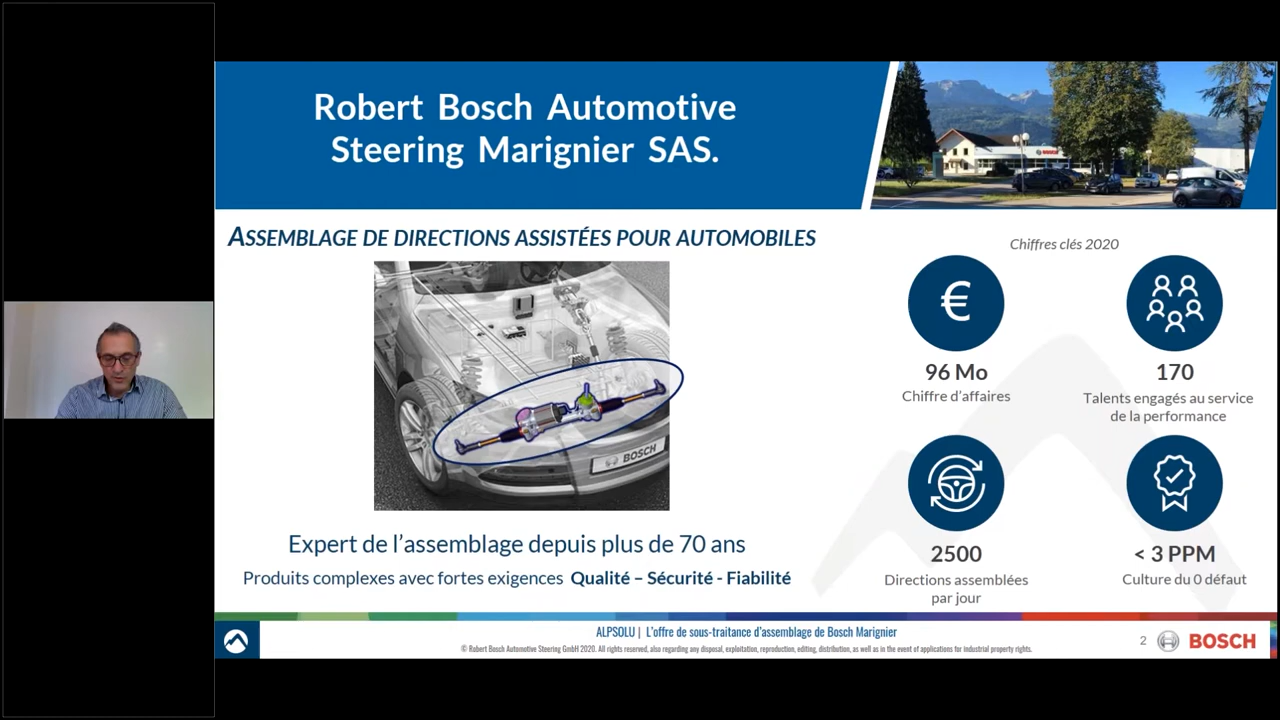 Robert Bosch Automotive
Steering Marignier SAS.
BOSCH
ASSEMBLAGE DE DIRECTIONS ASSISTÉES POUR AUTOMOBILES
BOSCH
Expert de l'assemblage depuis plus de 70 ans
Produits complexes avec fortes exigences Qualité – Sécurité - Fiabilité
Chiffres clés 2020
€
96 Mo
Chiffre d'affaires
170
Talents engagés au service
de la performance
2500
Directions assemblées
par jour
< 3 PPM
Culture du 0 défaut
ALPSOLU | L'offre de sous-traitance d'assemblage de Bosch Marignier
© Robert Bosch Automotive Steering GmbH 2020. All rights reserved, also regarding any disposal, exploitation, reproduction, editing, distribution, as well as in the event of applications for industrial property rights.
2
BOSCH